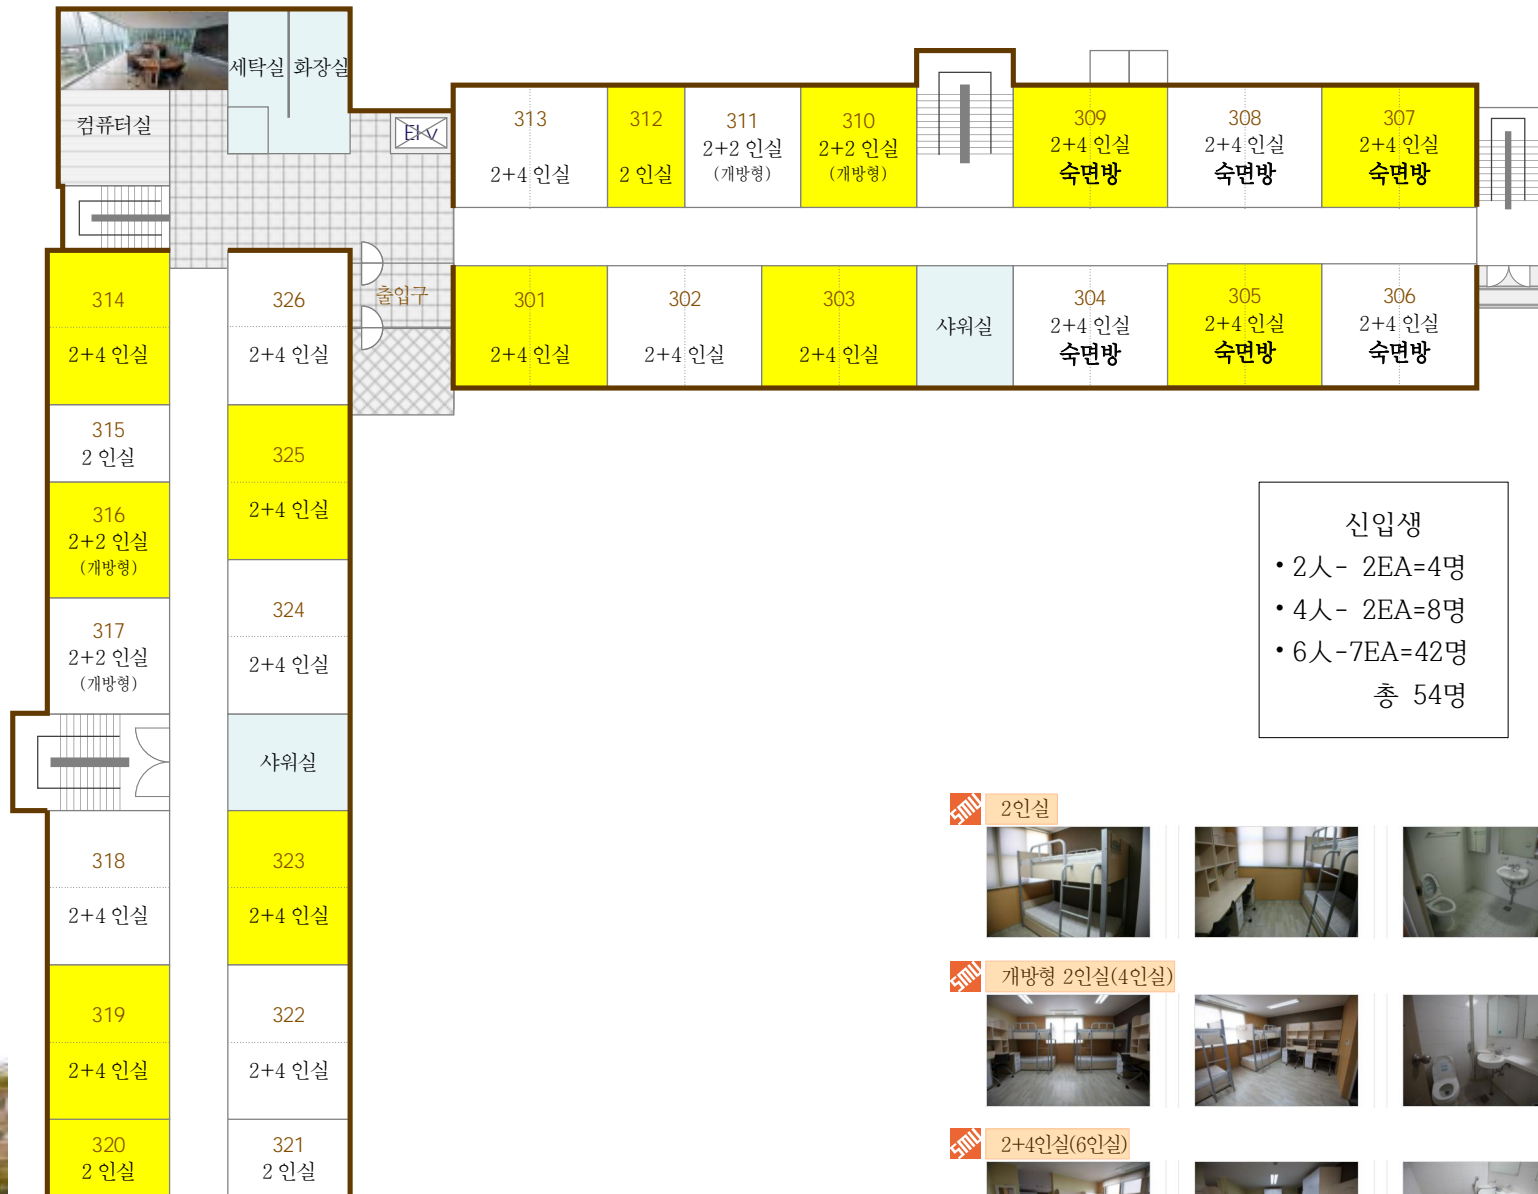 세탁실 화장실
컴퓨터실
El-v
313
2+4 인실
312
2 인실
311
2+2 인실
(개방형)
310
2+2 인실
(개방형)
309
2+4 인실
숙면방
308
2+4 인실
숙면방
307
2+4 인실
숙면방
출입구
301
2+4 인실
302
2+4 인실
303
2+4 인실
샤워실
304
2+4 인실
숙면방
305
2+4 인실
숙면방
306
2+4 인실
숙면방
314
2+4 인실
326
2+4 인실
315
2 인실
325
2+4 인실
316
2+2 인실
(개방형)
317
2+2 인실
(개방형)
324
2+4 인실
샤워실
318
2+4 인실
323
2+4 인실
319
2+4 인실
322
2+4 인실
320
2 인실
321
2 인실
신입생
• 2人- 2EA=4명
• 4人- 2EA=8명
• 6人-7EA=42명
총 54명
SMU 2인실
SMU 개방형 2인실(4인실)
SMU 2+4인실(6인실)